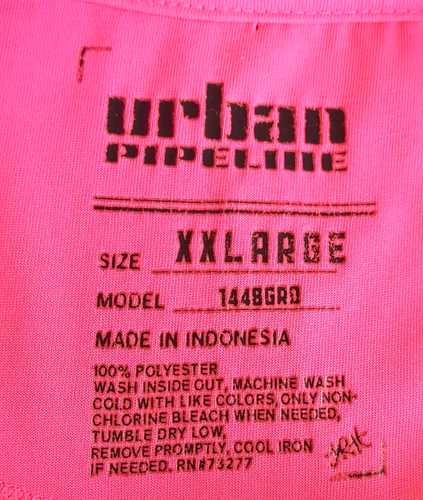 urban
PIPELINE
SIZE XXLARGE
MODEL 1448GRD
MADE IN INDONESIA
100% POLYESTER
WASH INSIDE OUT, MACHINE WASH
COLD WITH LIKE COLORS, ONLY NON-
CHLORINE BLEACH WHEN NEEDED,
TUMBLE DRY LOW,
REMOVE PROMPTLY, COOL IRON
IF NEEDED. RN#73277